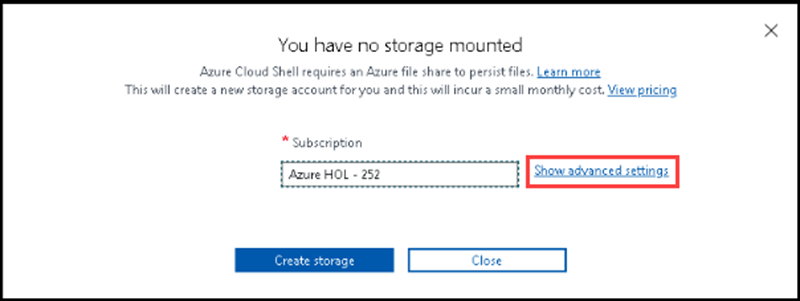 You have no storage mounted
Azure Cloud Shell requires an Azure file share to persist files. Learn more
This will create a new storage account for you and this will incur a small monthly cost. View pricing
* Subscription
Azure HOL - 252
Show advanced settings
Create storage
Close